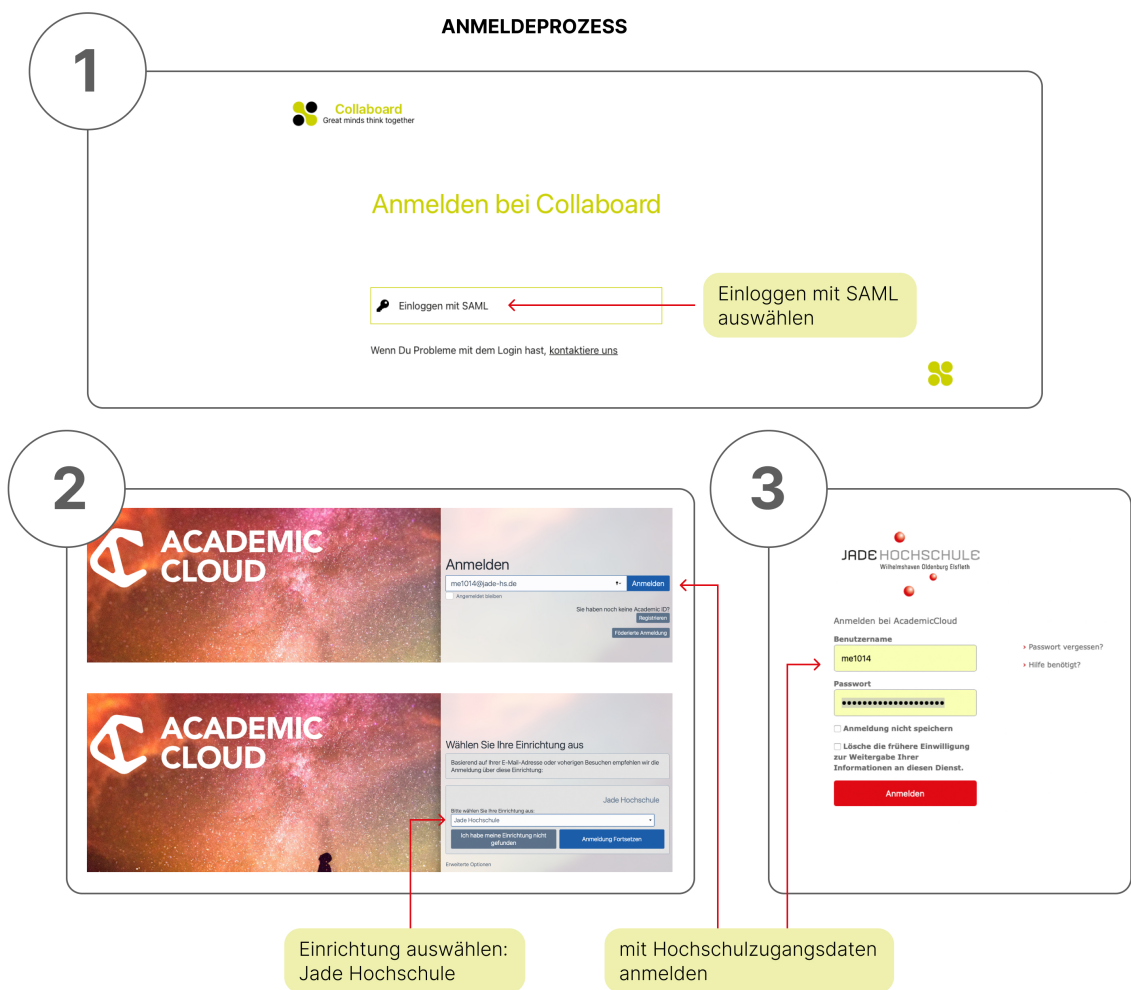 ANMELDEPROZESS
1
Collaboard
Great minds think together
Anmelden bei Collaboard
Einloggen mit SAML
Einloggen mit SAML
auswählen
Wenn Du Probleme mit dem Login hast, kontaktiere uns
2
ACADEMIC
CLOUD
Anmelden
me1014@jade-hs.de
Anmelden
Angemeldet bleiben
Sie haben noch keine Academic ID?
Registrieren
Föderierte Anmeldung
ACADEMIC
CLOUD
Wählen Sie Ihre Einrichtung aus
Basierend auf Ihrer E-Mail-Adresse oder voherigen Besuchen empfehlen wir die
Anmeldung über diese Einrichtung:
Jade Hochschule
Bitte wählen Sie Ihre Einrichtung aus:
Jade Hochschule
Ich habe meine Einrichtung nicht
gefunden
Anmeldung Fortsetzen
Erweiterte Optionen
3
JADE HOCHSCHULE
Wilhelmshaven Oldenburg Elsfleth
Anmelden bei AcademicCloud
Benutzername
me1014
› Passwort vergessen?
› Hilfe benötigt?
Passwort
Anmeldung nicht speichern
Lösche die frühere Einwilligung
zur Weitergabe Ihrer
Informationen an diesen Dienst.
Anmelden
Einrichtung auswählen:
Jade Hochschule
mit Hochschulzugangsdaten
anmelden